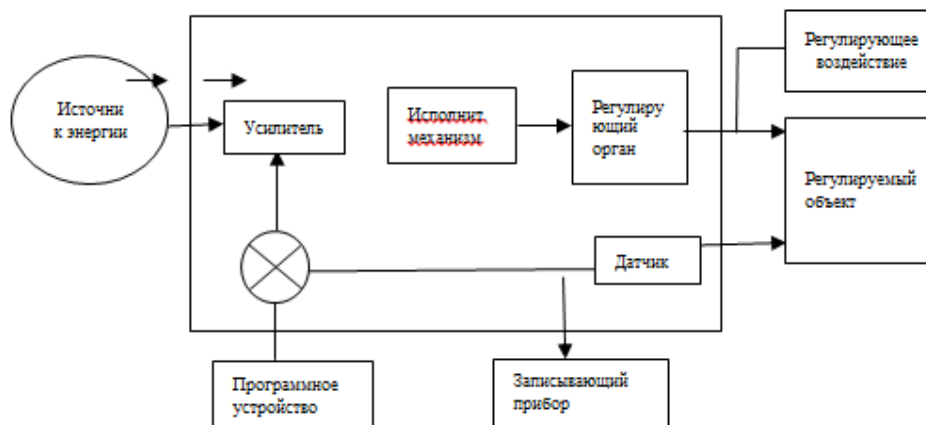 Регулирующее
воздействие
Источни
к энергии
Усилитель
Исполнит.
механизм
Регулиру
ющий
орган
Регулируемый
объект
Датчик
Программное
устройство
Записывающий
прибор